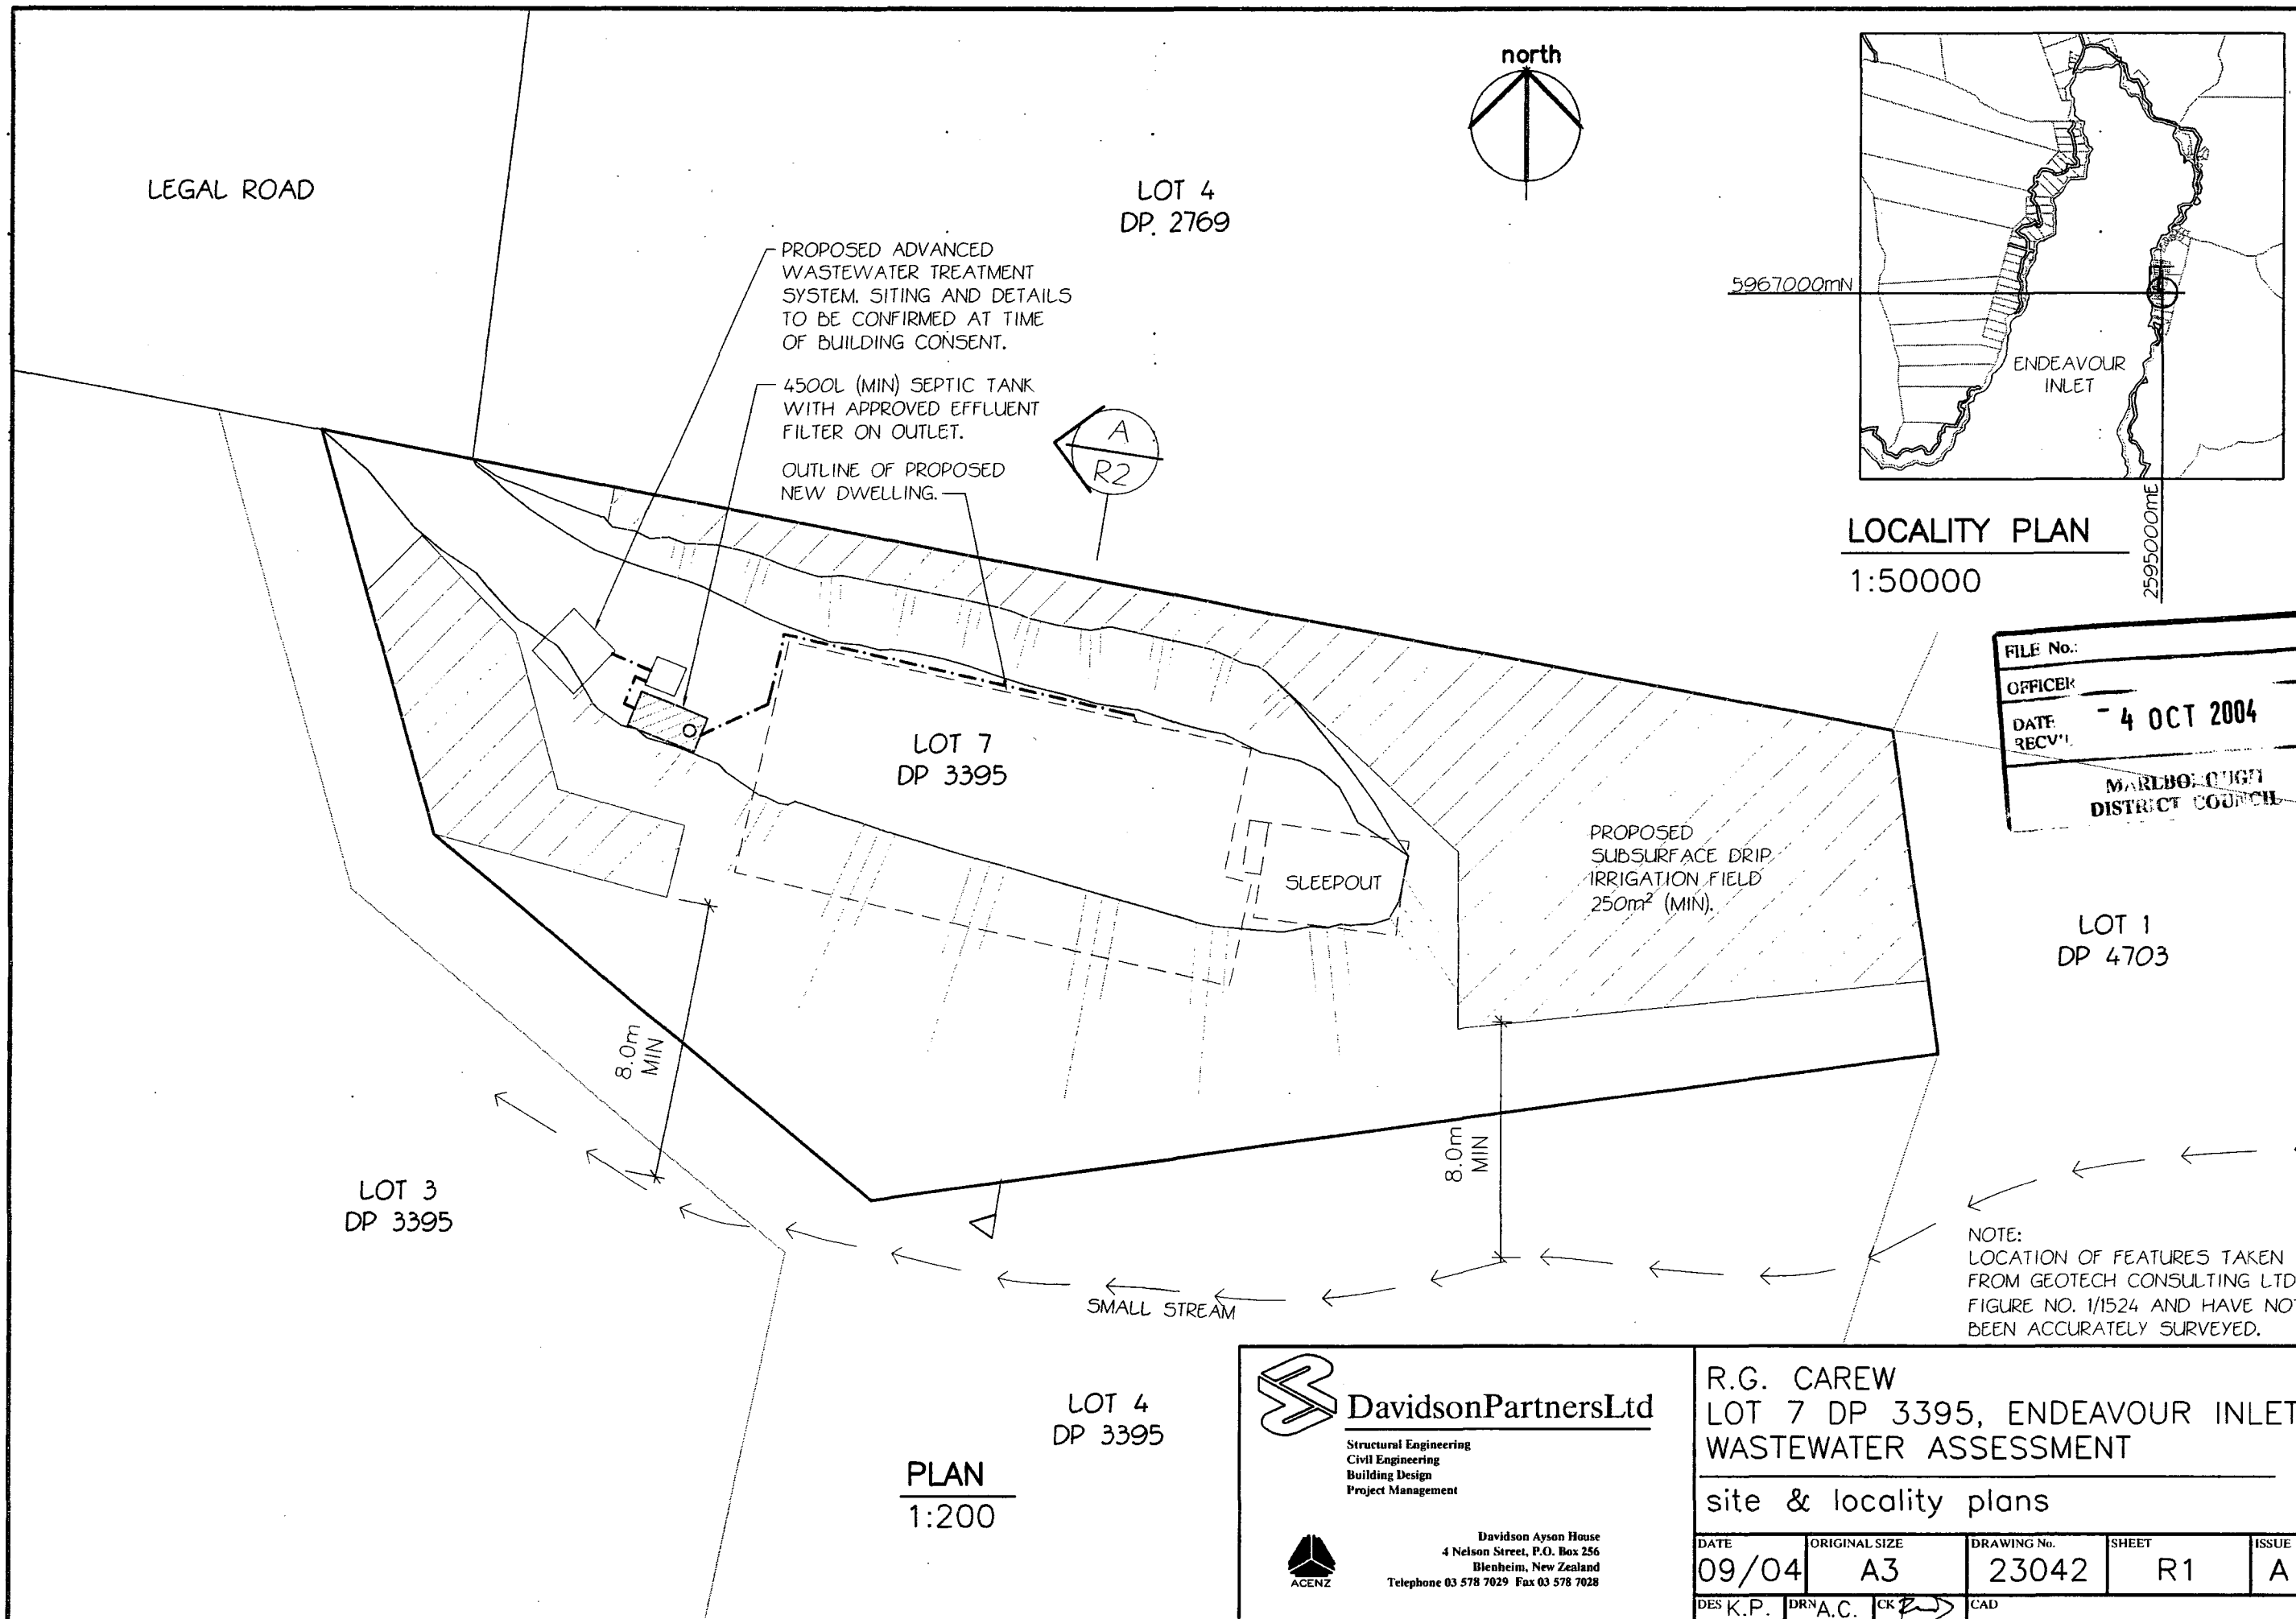 LEGAL ROAD
LOT 4
DP. 2769
north
PROPOSED ADVANCED
WASTEWATER TREATMENT
SYSTEM. SITING AND DETAILS
TO BE CONFIRMED AT TIME
OF BUILDING CONSENT.
4500L (MIN) SEPTIC TANK
WITH APPROVED EFFLUENT
FILTER ON OUTLET.
OUTLINE OF PROPOSED
NEW DWELLING.
A
R2
5967000mN
ENDEAVOUR
INLET
2595000mE
LOCALITY PLAN
1:50000
FILE No.:
OFFICER
DATE
RECV'D.
- 4 OCT 2004
MARLBOROUGH
DISTRICT COUNCIL
LOT 7
DP 3395
SLEEPOUT
PROPOSED
SUBSURFACE DRIP
IRRIGATION FIELD
250m² (MIN).
LOT 1
DP 4703
8.0m
MIN
8.0m
MIN
LOT 3
DP 3395
SMALL STREAM
NOTE:
LOCATION OF FEATURES TAKEN
FROM GEOTECH CONSULTING LTD
FIGURE NO. 1/1524 AND HAVE NOT
BEEN ACCURATELY SURVEYED.
LOT 4
DP 3395
PLAN
1:200
DavidsonPartnersLtd
Structural Engineering
Civil Engineering
Building Design
Project Management
ACENZ
Davidson Ayson House
4 Nelson Street, P.O. Box 256
Blenheim, New Zealand
Telephone 03 578 7029 Fax 03 578 7028
R.G. CAREW
LOT 7 DP 3395, ENDEAVOUR INLET
WASTEWATER ASSESSMENT
site & locality plans
DATE
09/04
ORIGINAL SIZE
A3
DRAWING No.
23042
SHEET
R1
ISSUE
A
DES K.P.
DRN A.C.
CK
CAD